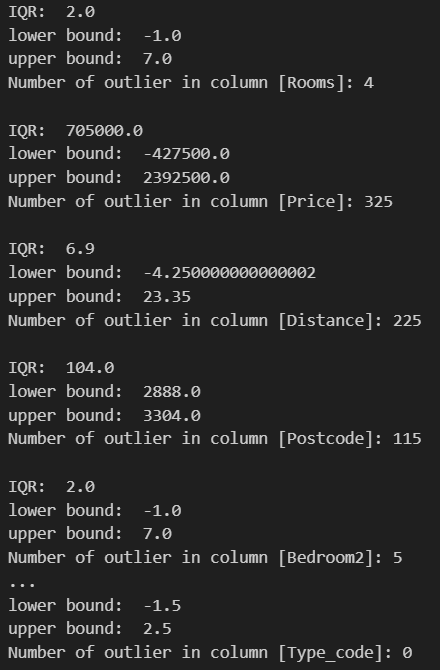 IQR:  2.0
lower bound:  -1.0
upper bound:  7.0
Number of outlier in column [Rooms]: 4
IQR:  705000.0
lower bound:  -427500.0
upper bound:  2392500.0
Number of outlier in column [Price]: 325
IQR:  6.9
lower bound:  -4.250000000000002
upper bound:  23.35
Number of outlier in column [Distance]: 225
IQR:  104.0
lower bound:  2888.0
upper bound:  3304.0
Number of outlier in column [Postcode]: 115
IQR:  2.0
lower bound:  -1.0
upper bound:  7.0
Number of outlier in column [Bedroom2]: 5
...
lower bound:  -1.5
upper bound:  2.5
Number of outlier in column [Type_code]: 0